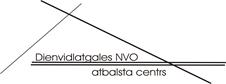 Dienvidlatgales NVO
atbalsta centrs